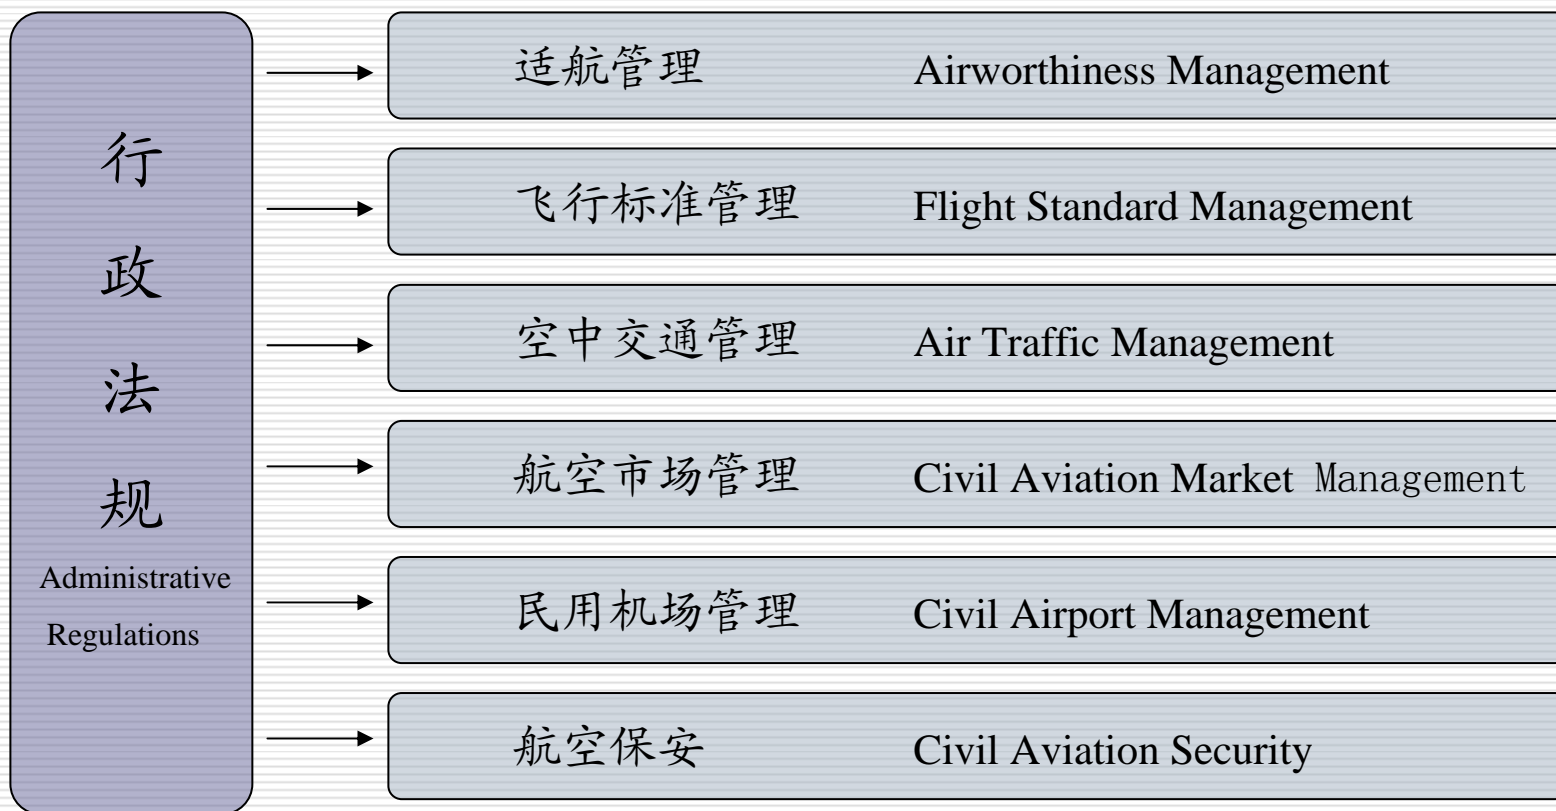 行
政
法
规
Administrative
Regulations
适航管理 Airworthiness Management
飞行标准管理 Flight Standard Management
空中交通管理 Air Traffic Management
航空市场管理 Civil Aviation Market Management
民用机场管理 Civil Airport Management
航空保安 Civil Aviation Security